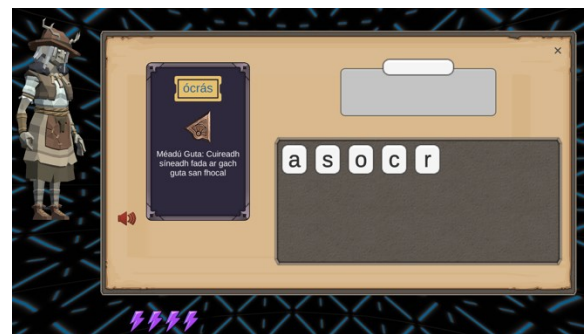 ócrás
Méadú Guta: Cuireadh
síneadh fada ar gach
guta san fhocal
a s o c r